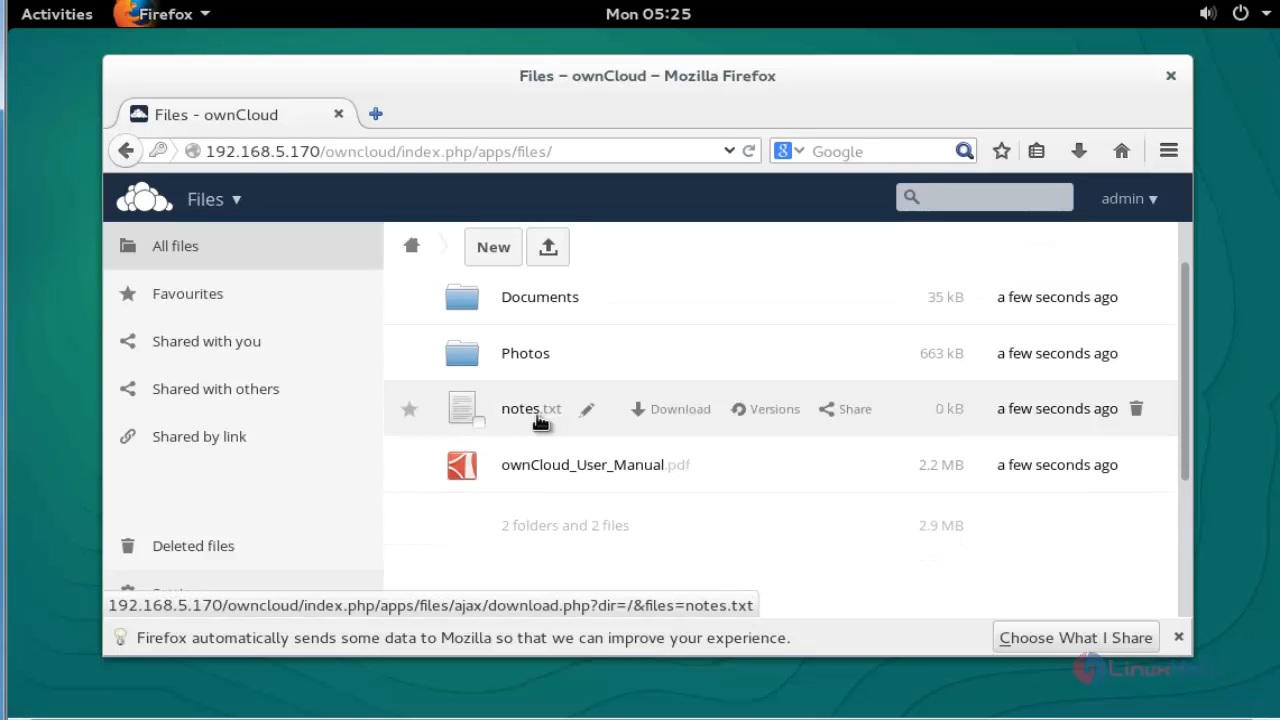 Activities Firefox Mon 05:25
Files – ownCloud – Mozilla Firefox
Files - ownCloud
192.168.5.170/owncloud/index.php/apps/files/ Google
Files admin
All files
Favourites
Shared with you
Shared with others
Shared by link
Deleted files
New
Documents 35 kB a few seconds ago
Photos 663 kB a few seconds ago
notes.txt Download Versions Share 0 kB a few seconds ago
ownCloud_User_Manual.pdf 2.2 MB a few seconds ago
2 folders and 2 files 2.9 MB
192.168.5.170/owncloud/index.php/apps/files/ajax/download.php?dir=/&files=notes.txt
Firefox automatically sends some data to Mozilla so that we can improve your experience. Choose What I Share